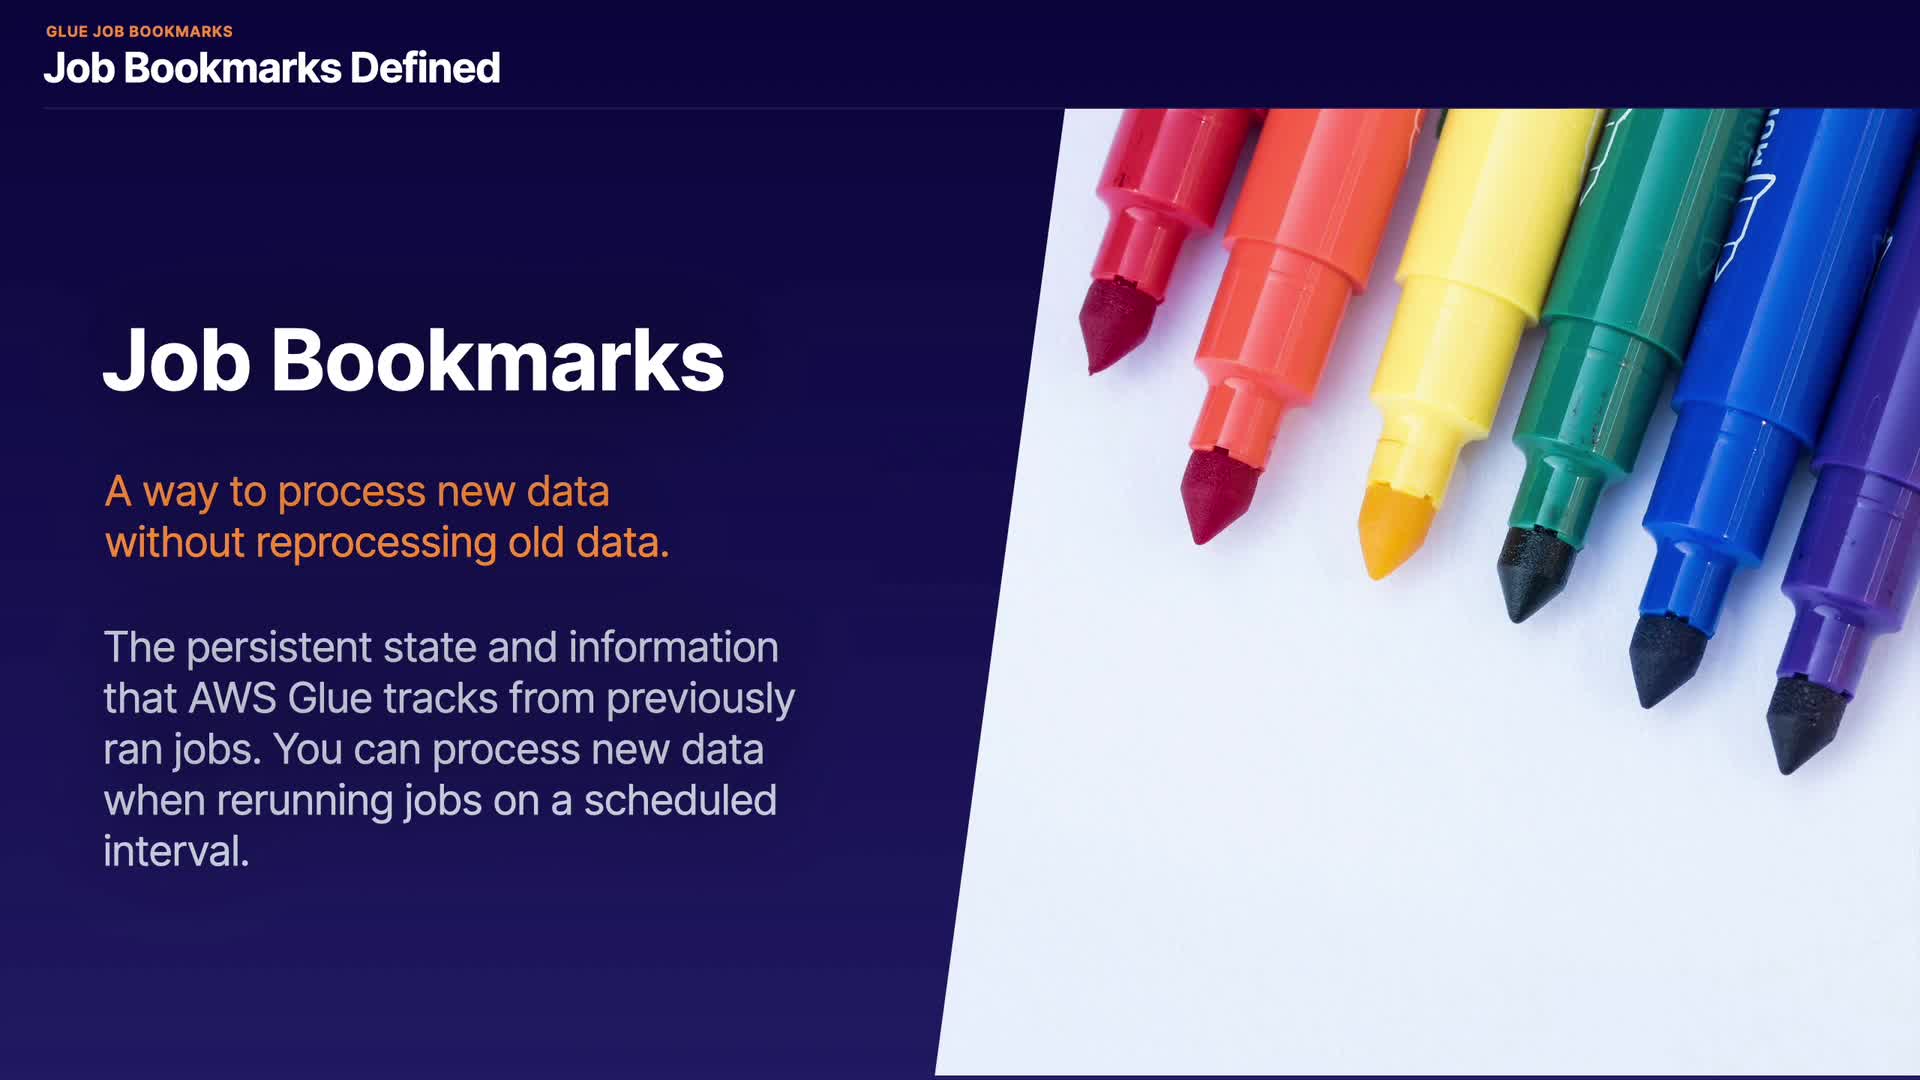 GLUE JOB BOOKMARKS
Job Bookmarks Defined
Job Bookmarks
A way to process new data
without reprocessing old data.
The persistent state and information
that AWS Glue tracks from previously
ran jobs. You can process new data
when rerunning jobs on a scheduled
interval.